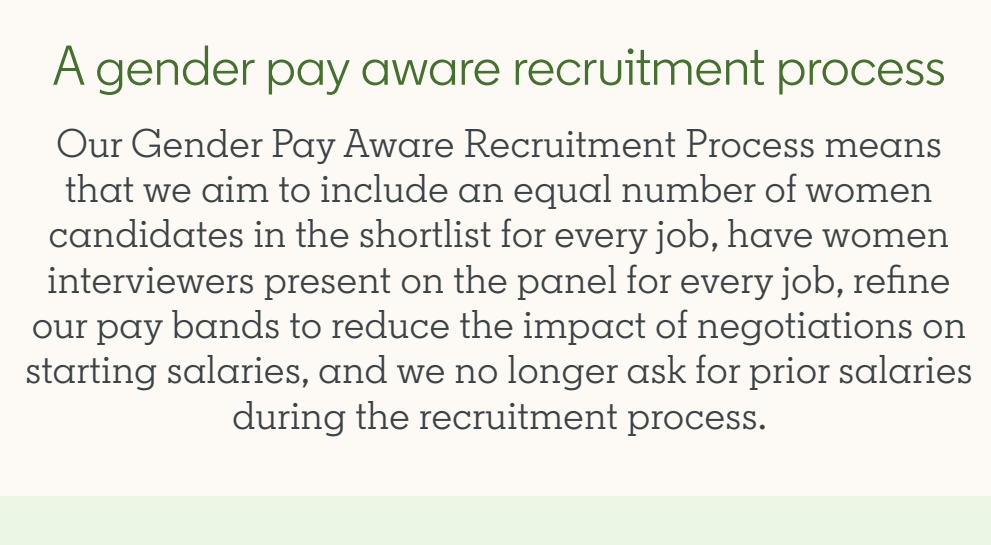 A gender pay aware recruitment process
Our Gender Pay Aware Recruitment Process means
that we aim to include an equal number of women
candidates in the shortlist for every job, have women
interviewers present on the panel for every job, refine
our pay bands to reduce the impact of negotiations on
starting salaries, and we no longer ask for prior salaries
during the recruitment process.